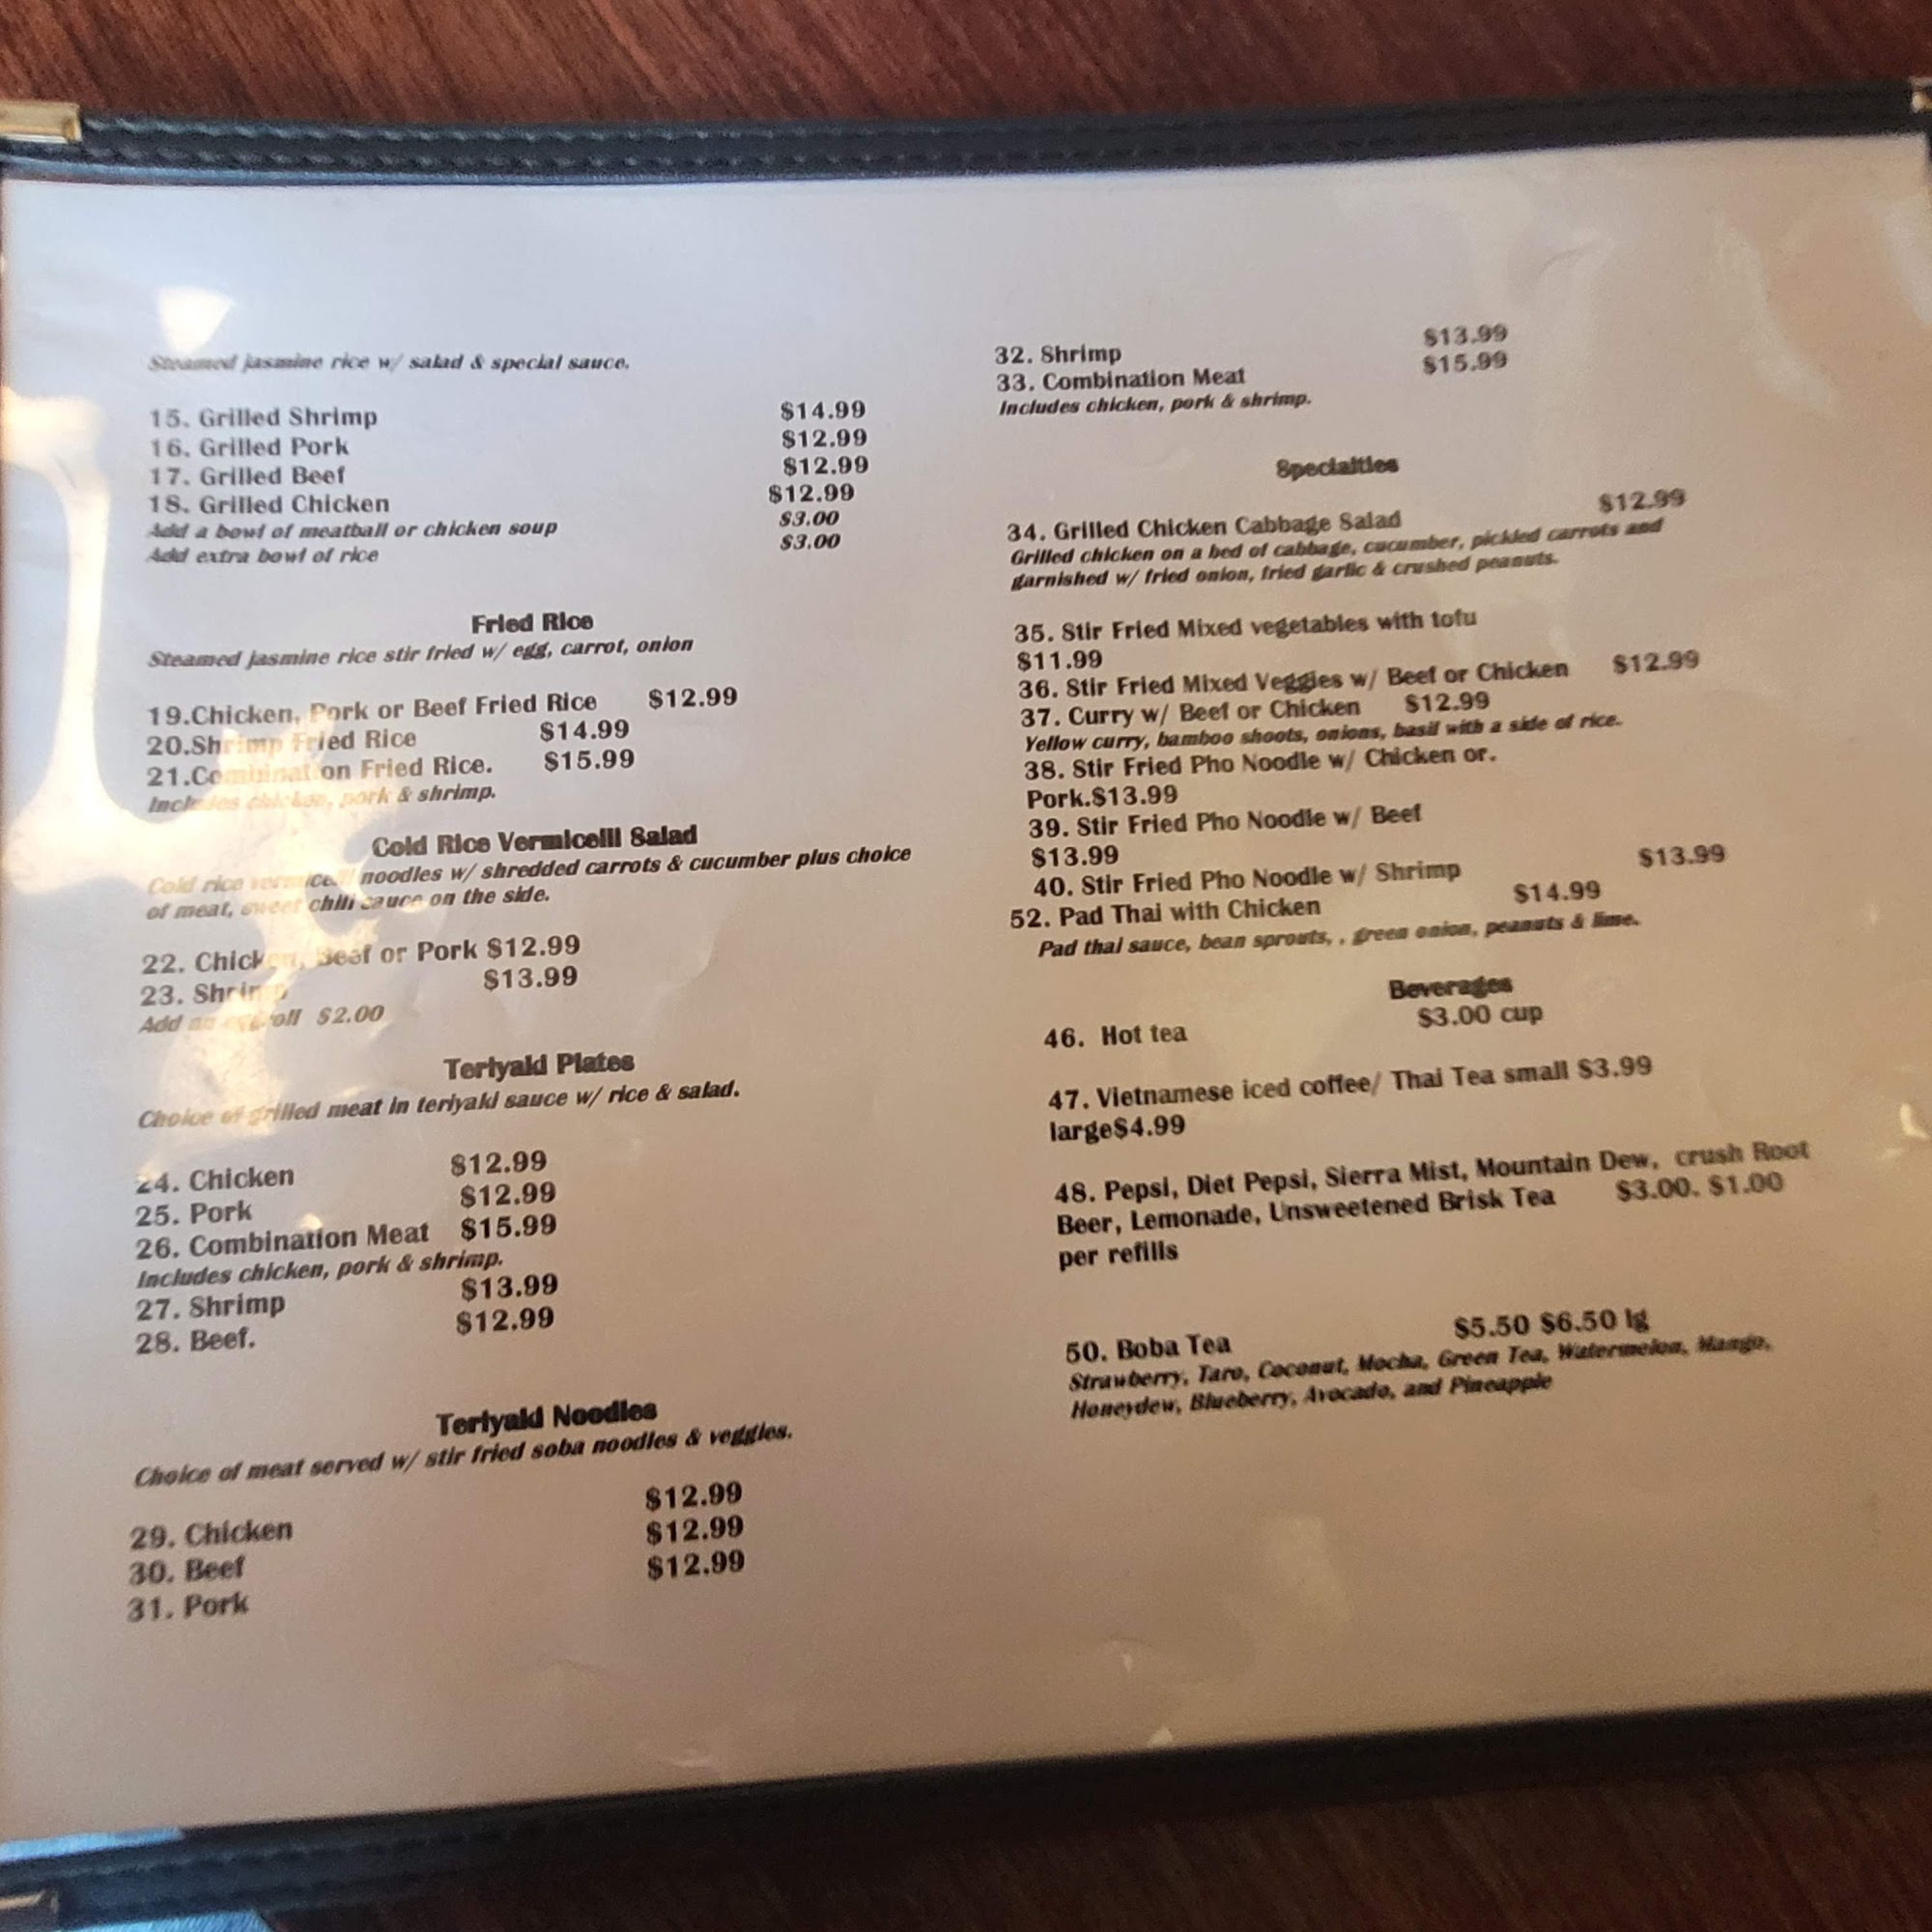 Steamed jasmine rice w/ salad & special sauce.
15. Grilled Shrimp $14.99
16. Grilled Pork $12.99
17. Grilled Beef $12.99
18. Grilled Chicken $12.99
Add a bowl of meatball or chicken soup $3.00
Add extra bowl of rice $3.00
Fried Rice
Steamed jasmine rice stir fried w/ egg, carrot, onion
19.Chicken, Pork or Beef Fried Rice $12.99
20.Shrimp Fried Rice $14.99
21.Combination Fried Rice. $15.99
Includes chicken, pork & shrimp.
Cold Rice Vermicelli Salad
Cold rice vermicelli noodles w/ shredded carrots & cucumber plus choice
of meat, sweet chili sauce on the side.
22. Chicken, Beef or Pork $12.99
23. Shrimp $13.99
Add an eggroll $2.00
Teriyaki Plates
Choice of grilled meat in teriyaki sauce w/ rice & salad.
24. Chicken $12.99
25. Pork $12.99
26. Combination Meat $15.99
Includes chicken, pork & shrimp.
27. Shrimp $13.99
28. Beef. $12.99
Teriyaki Noodles
Choice of meat served w/ stir fried soba noodles & veggies.
29. Chicken $12.99
30. Beef $12.99
31. Pork $12.99
32. Shrimp $13.99
33. Combination Meat $15.99
Includes chicken, pork & shrimp.
Specialties
34. Grilled Chicken Cabbage Salad $12.99
Grilled chicken on a bed of cabbage, cucumber, pickled carrots and
garnished w/ fried onion, fried garlic & crushed peanuts.
35. Stir Fried Mixed vegetables with tofu
$11.99
36. Stir Fried Mixed Veggies w/ Beef or Chicken $12.99
37. Curry w/ Beef or Chicken $12.99
Yellow curry, bamboo shoots, onions, basil with a side of rice.
38. Stir Fried Pho Noodle w/ Chicken or.
Pork.$13.99
39. Stir Fried Pho Noodle w/ Beef
$13.99
40. Stir Fried Pho Noodle w/ Shrimp $13.99
52. Pad Thai with Chicken $14.99
Pad thai sauce, bean sprouts, , green onion, peanuts & lime.
Beverages
46. Hot tea $3.00 cup
47. Vietnamese iced coffee/ Thai Tea small $3.99
large$4.99
48. Pepsi, Diet Pepsi, Sierra Mist, Mountain Dew, crush Root
Beer, Lemonade, Unsweetened Brisk Tea $3.00. $1.00
per refills
50. Boba Tea $5.50 $6.50 lg
Strawberry, Taro, Coconut, Mocha, Green Tea, Watermelon, Mango,
Honeydew, Blueberry, Avocado, and Pineapple